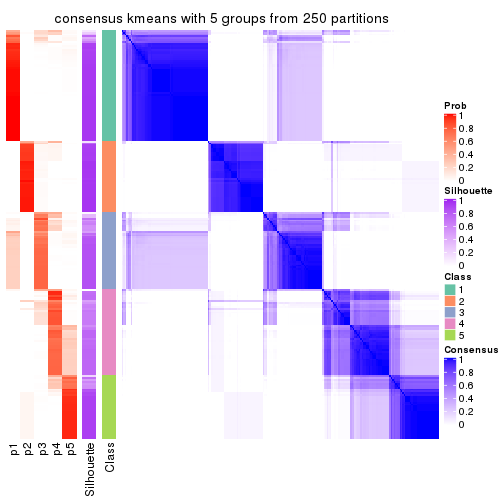 consensus kmeans with 5 groups from 250 partitions
Prob
1
0.8
0.6
0.4
0.2
0
Silhouette
1
0.8
0.6
0.4
0.2
0
Class
1
2
3
4
5
Consensus
1
0.8
0.6
0.4
0.2
0
p1
p2
p3
p4
p5
Silhouette
Class